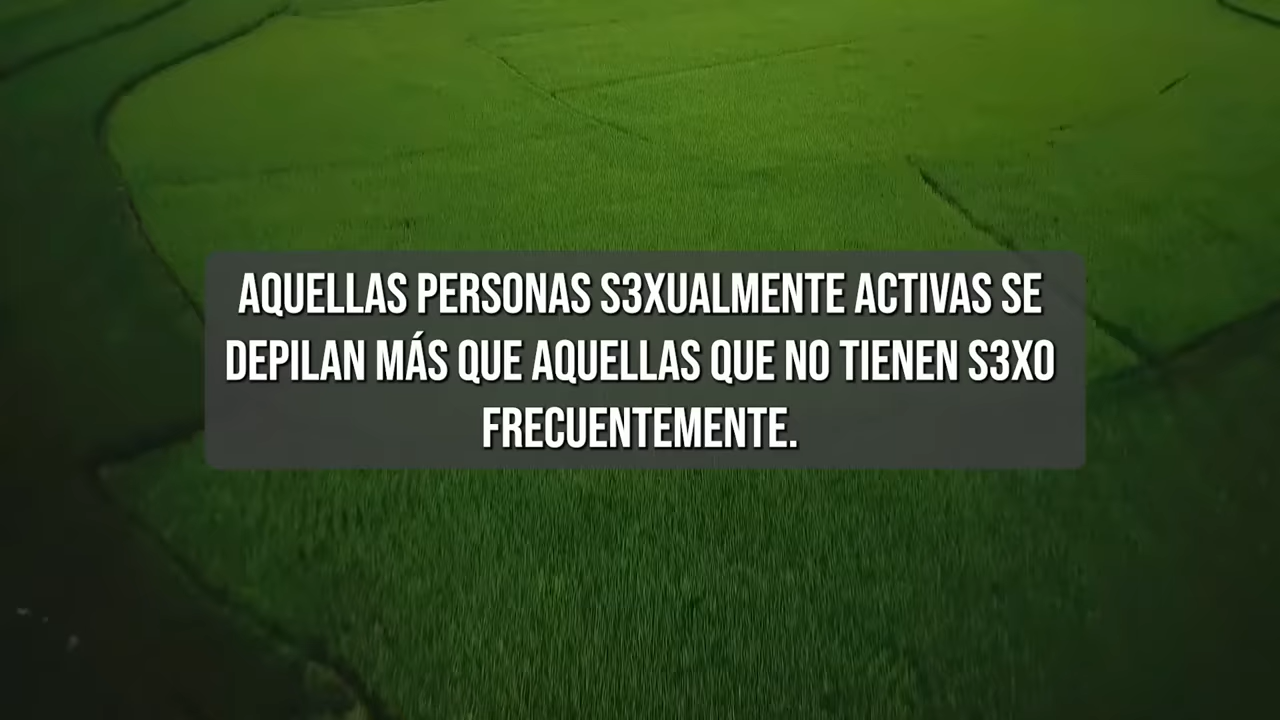 AQUELLAS PERSONAS S3XUALMENTE ACTIVAS SE
DEPILAN MÁS QUE AQUELLAS QUE NO TIENEN S3XO
FRECUENTEMENTE.